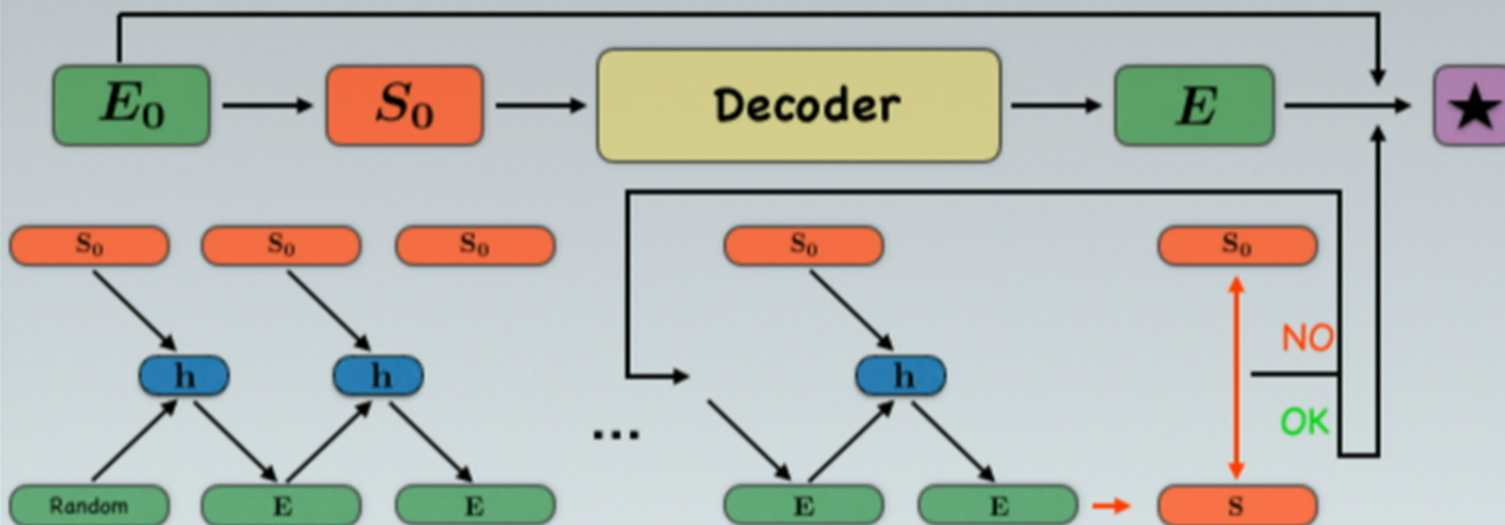 E₀ S₀ Decoder E ★
S₀ S₀ S₀ S₀ S₀
NO
h h h
OK
...
Random E E E E S